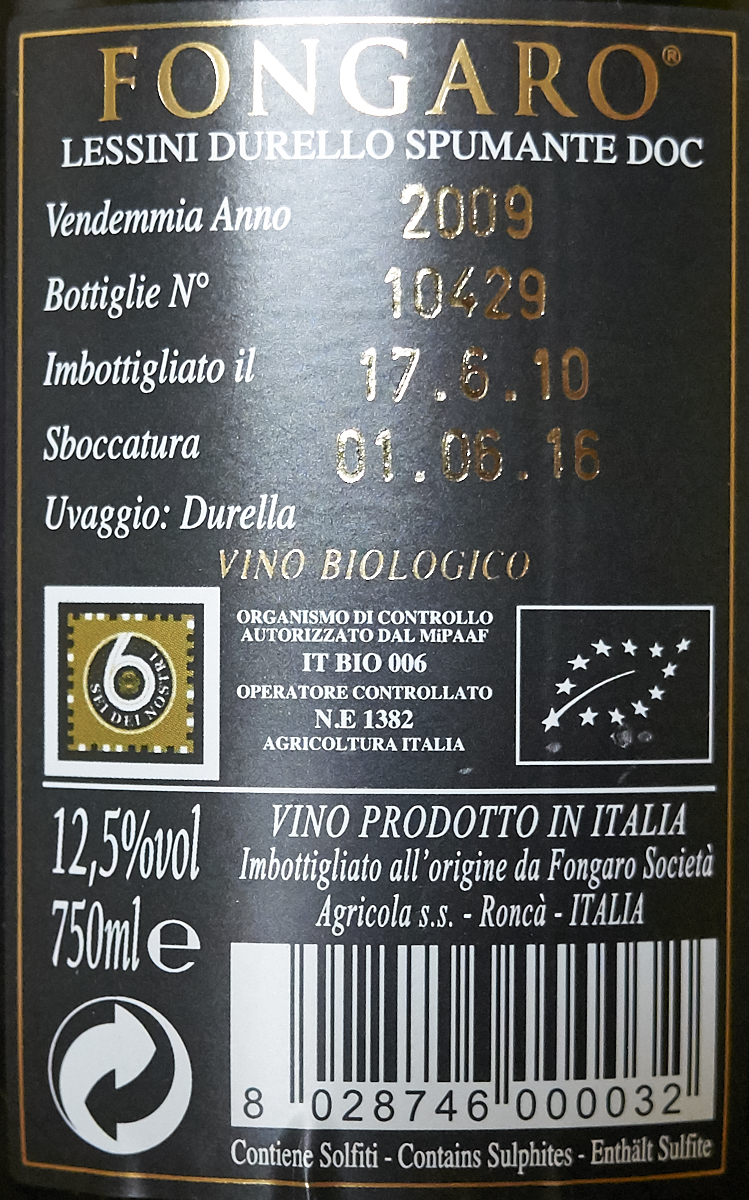 FONGARO®
LESSINI DURELLO SPUMANTE DOC
Vendemmia Anno 2009
Bottiglie N° 10429
Imbottigliato il 17.6.10
Sboccatura 01.06.16
Uvaggio: Durella
VINO BIOLOGICO
6
SEI DEI NOSTRI
ORGANISMO DI CONTROLLO
AUTORIZZATO DAL MiPAAF
IT BIO 006
OPERATORE CONTROLLATO
N.E 1382
AGRICOLTURA ITALIA
12,5%vol
750ml e
VINO PRODOTTO IN ITALIA
Imbottigliato all'origine da Fongaro Società
Agricola s.s. - Roncà - ITALIA
8 028746 000032
Contiene Solfiti - Contains Sulphites - Enthält Sulfite